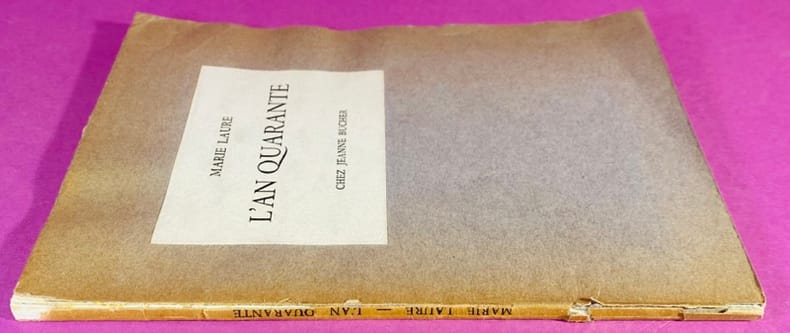 MARIE LAURE
L'AN QUARANTE
CHEZ JEANNE BUCHER
MARIE LAURE — L'AN QUARANTE